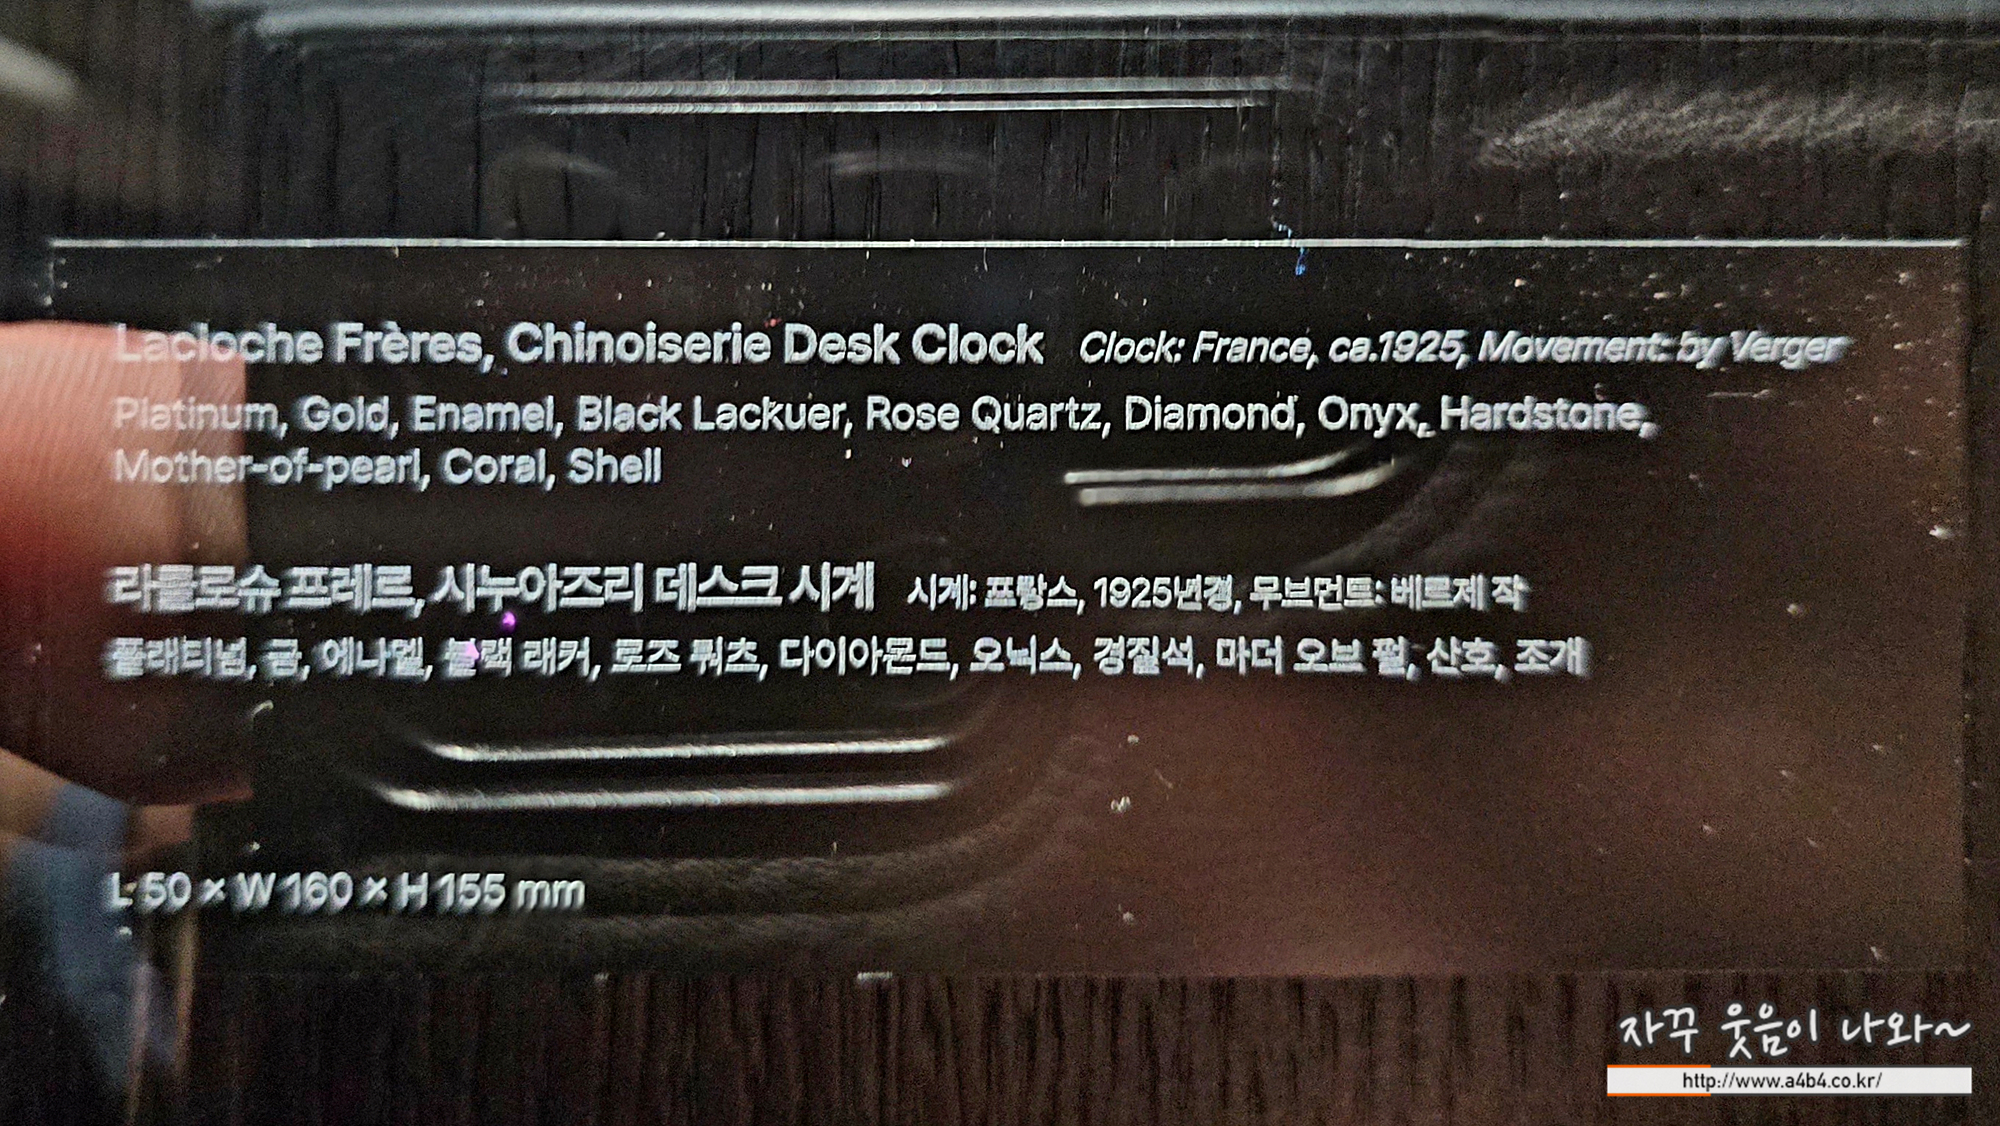 Lacloche Frères, Chinoiserie Desk Clock Clock: France, ca.1925, Movement: by Verger
Platinum, Gold, Enamel, Black Lackuer, Rose Quartz, Diamond, Onyx, Hardstone,
Mother-of-pearl, Coral, Shell
라클로슈 프레르, 시누아즈리 데스크 시계 시계: 프랑스, 1925년경, 무브먼트: 베르제 작
플래티넘, 금, 에나멜, 블랙 래커, 로즈 쿼츠, 다이아몬드, 오닉스, 경질석, 마더 오브 펄, 산호, 조개
L 50 × W 160 × H 155 mm
자꾸 웃음이 나와~
http://www.a4b4.co.kr/